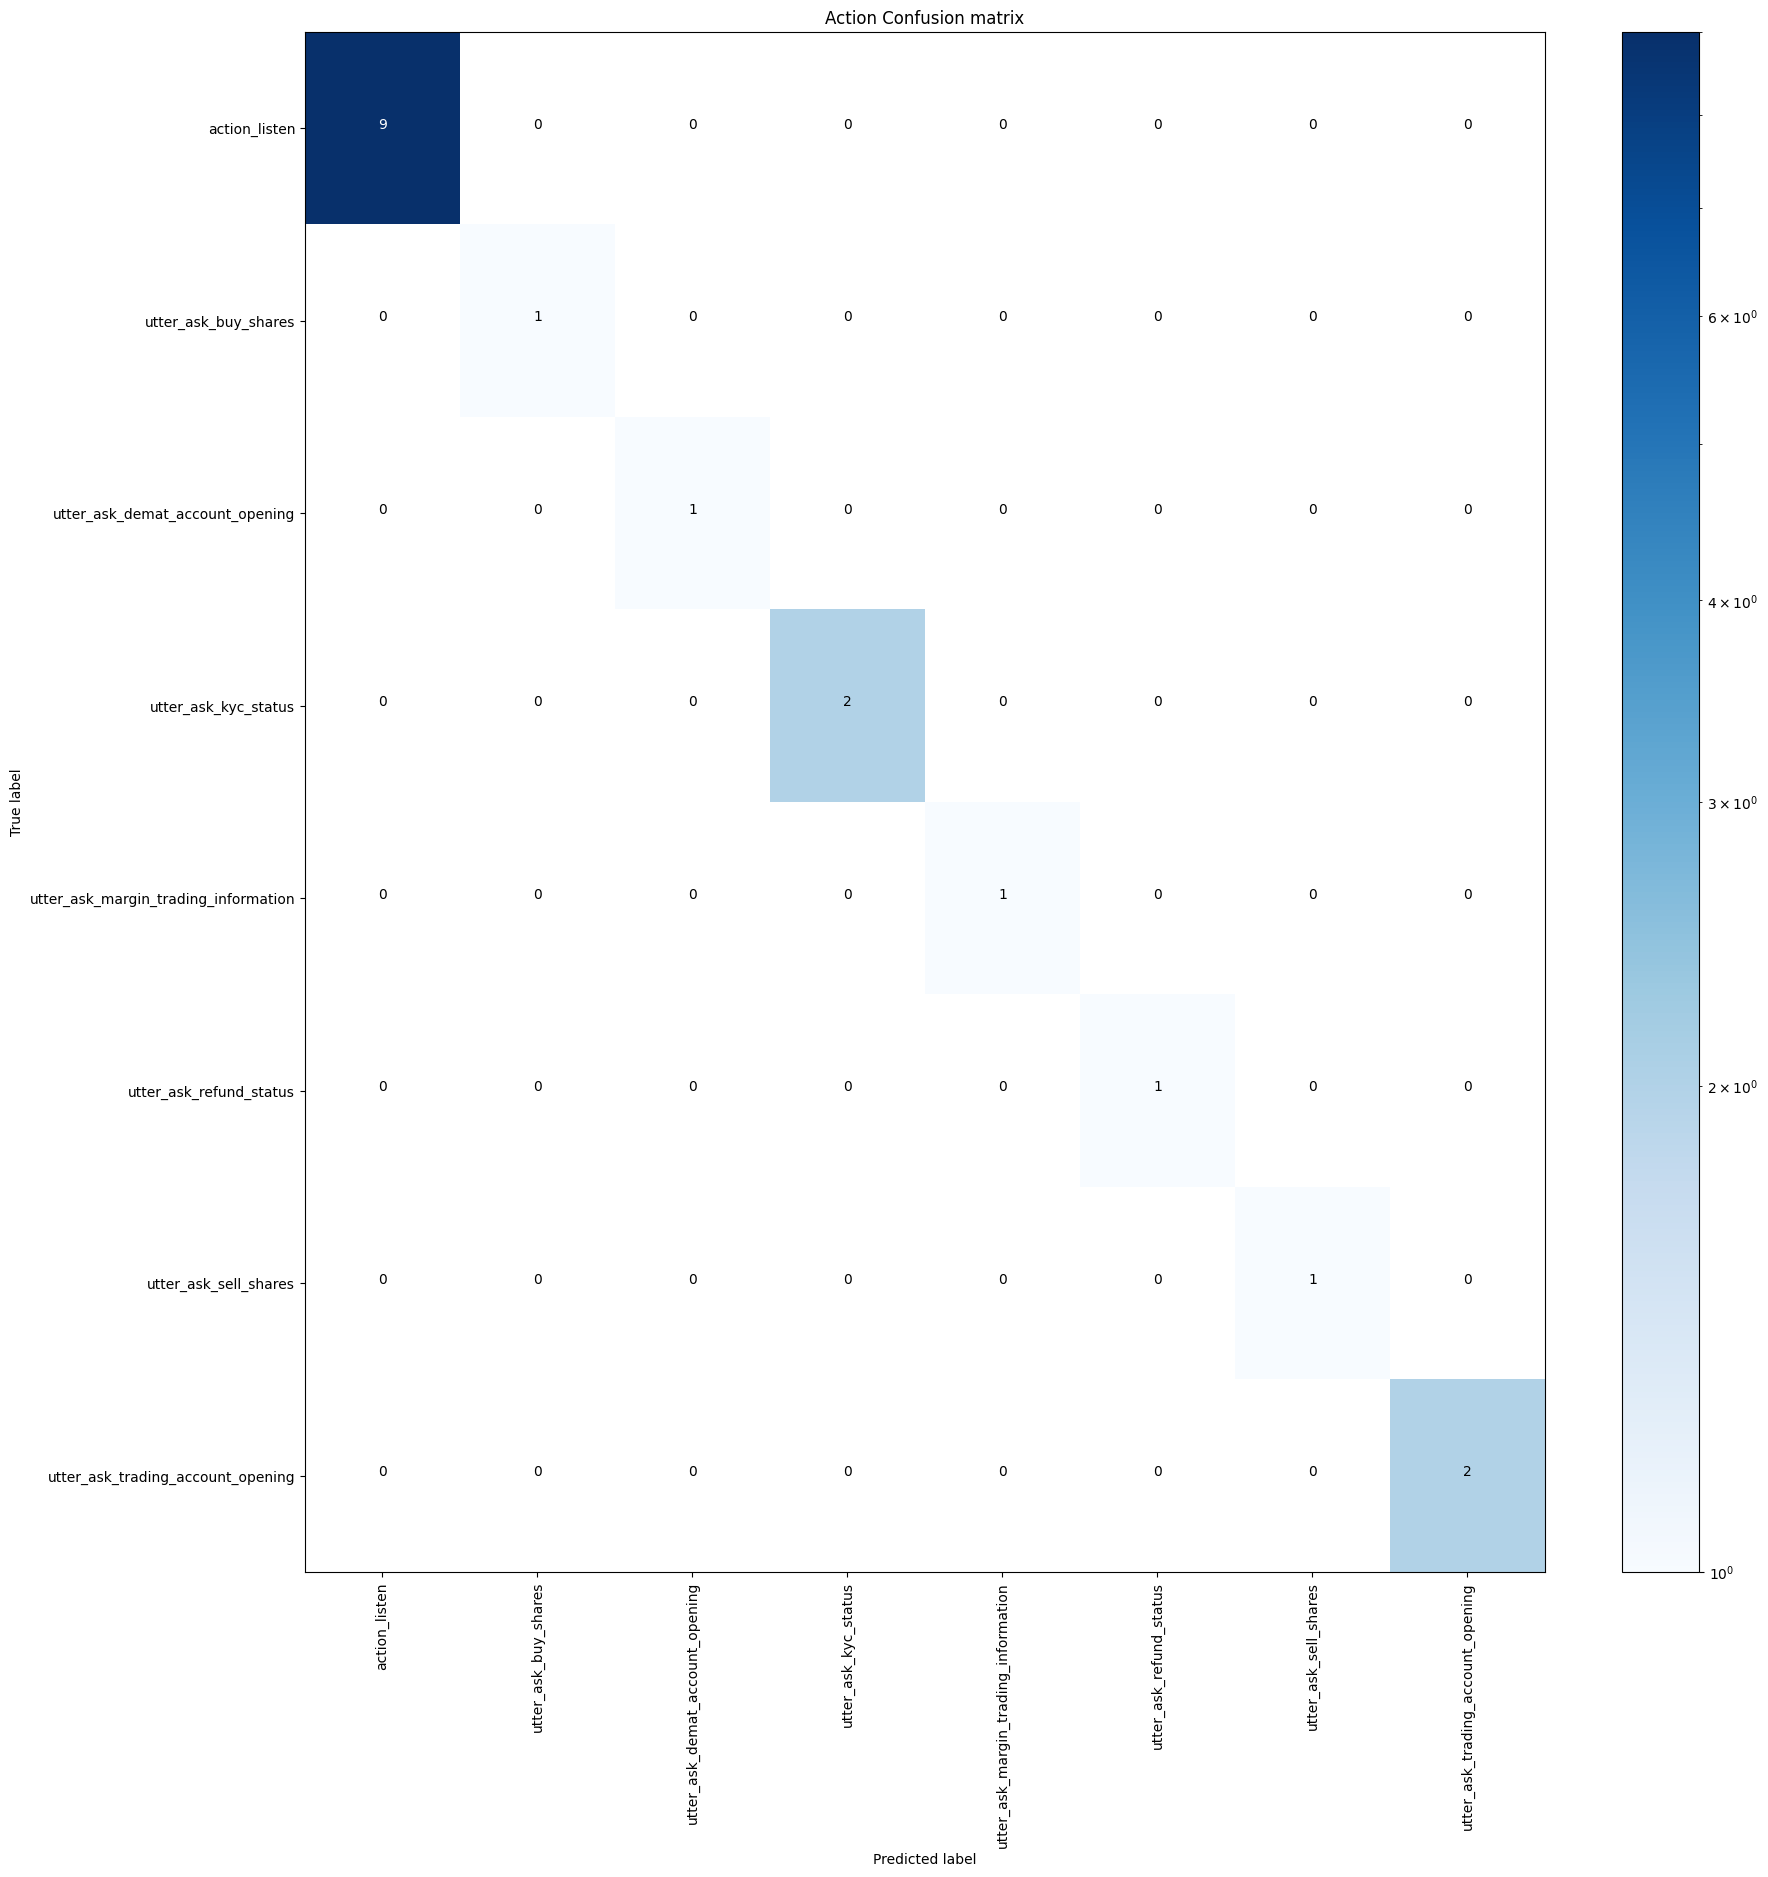 Action Confusion matrix
action_listen 9 0 0 0 0 0 0 0
utter_ask_buy_shares 0 1 0 0 0 0 0 0
6 × 10⁰
utter_ask_demat_account_opening 0 0 1 0 0 0 0 0
4 × 10⁰
utter_ask_kyc_status 0 0 0 2 0 0 0 0
True label
3 × 10⁰
utter_ask_margin_trading_information 0 0 0 0 1 0 0 0
utter_ask_refund_status 0 0 0 0 0 1 0 0
2 × 10⁰
utter_ask_sell_shares 0 0 0 0 0 0 1 0
utter_ask_trading_account_opening 0 0 0 0 0 0 0 2
10⁰
action_listen
utter_ask_buy_shares
utter_ask_demat_account_opening
utter_ask_kyc_status
utter_ask_margin_trading_information
utter_ask_refund_status
utter_ask_sell_shares
utter_ask_trading_account_opening
Predicted label